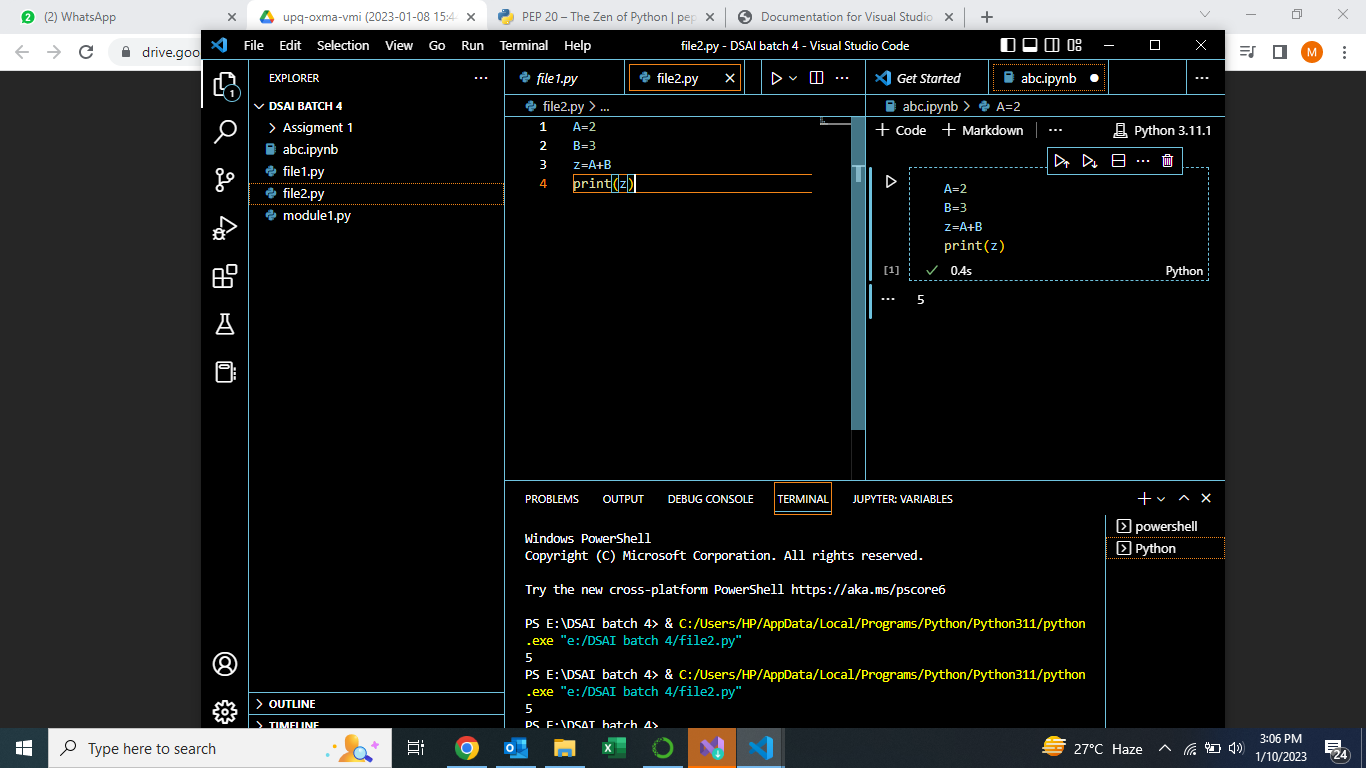 2 (2) WhatsApp
upq-oxma-vmi (2023-01-08 15:4
PEP 20 – The Zen of Python | pep
Documentation for Visual Studio
drive.goo
M
File Edit Selection View Go Run Terminal Help
file2.py - DSAI batch 4 - Visual Studio Code
1
EXPLORER
DSAI BATCH 4
Assigment 1
abc.ipynb
file1.py
file2.py
module1.py
OUTLINE
TIMELINE
file1.py
file2.py
file2.py > ...
1 A=2
2 B=3
3 z=A+B
4 print(z)
Get Started
abc.ipynb
abc.ipynb > A=2
+ Code + Markdown ... Python 3.11.1
A=2
B=3
z=A+B
print(z)
[1] 0.4s Python
5
PROBLEMS OUTPUT DEBUG CONSOLE TERMINAL JUPYTER: VARIABLES
powershell
Python
Windows PowerShell
Copyright (C) Microsoft Corporation. All rights reserved.
Try the new cross-platform PowerShell https://aka.ms/pscore6
PS E:\DSAI batch 4> & C:/Users/HP/AppData/Local/Programs/Python/Python311/python
.exe "e:/DSAI batch 4/file2.py"
5
PS E:\DSAI batch 4> & C:/Users/HP/AppData/Local/Programs/Python/Python311/python
.exe "e:/DSAI batch 4/file2.py"
5
PS E:\DSAI batch 4>
Type here to search
27°C Haze
3:06 PM
1/10/2023
24